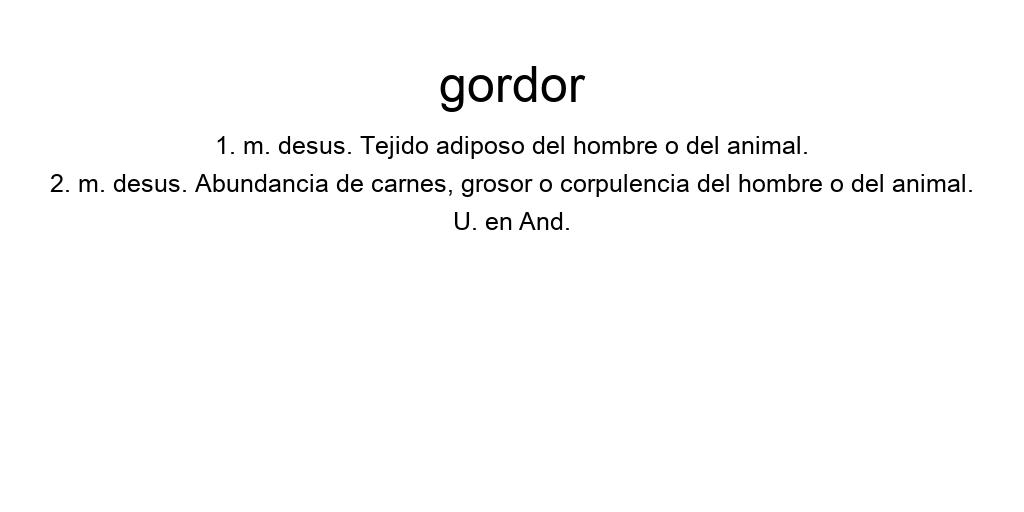 gordor
1. m. desus. Tejido adiposo del hombre o del animal.
2. m. desus. Abundancia de carnes, grosor o corpulencia del hombre o del animal.
U. en And.